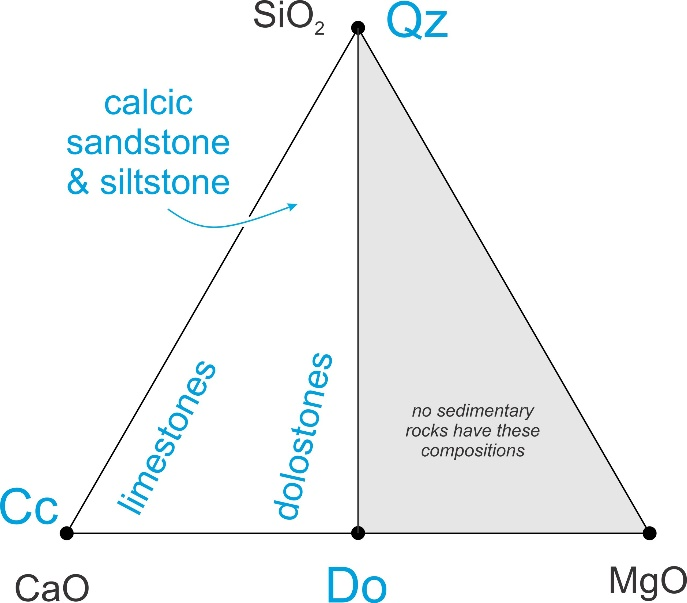 SiO₂
Qz
calcic
sandstone
& siltstone
limestones
dolostones
no sedimentary
rocks have these
compositions
Cc
CaO
Do
MgO